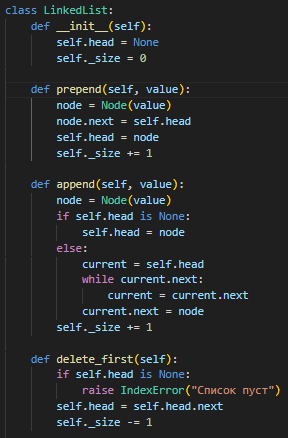 class LinkedList:
    def __init__(self):
        self.head = None
        self._size = 0

    def prepend(self, value):
        node = Node(value)
        node.next = self.head
        self.head = node
        self._size += 1

    def append(self, value):
        node = Node(value)
        if self.head is None:
            self.head = node
        else:
            current = self.head
            while current.next:
                current = current.next
            current.next = node
        self._size += 1

    def delete_first(self):
        if self.head is None:
            raise IndexError("Список пуст")
        self.head = self.head.next
        self._size -= 1